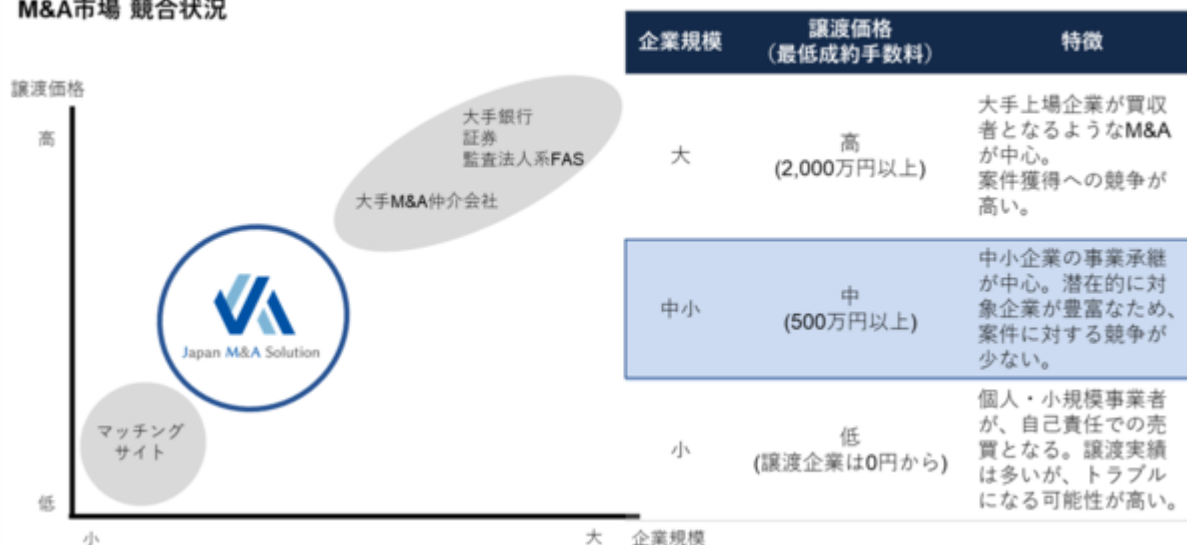 M&A市場 競合状況
譲渡価格
高
大手銀行
証券
監査法人系FAS
大手M&A仲介会社
Japan M&A Solution
マッチング
サイト
低
小
大
企業規模
企業規模
譲渡価格
（最低成約手数料）
特徴
大
高
(2,000万円以上)
大手上場企業が買収
者となるようなM&A
が中心。
案件獲得への競争が
高い。
中小
中
(500万円以上)
中小企業の事業承継
が中心。潜在的に対
象企業が豊富なため、
案件に対する競争が
少ない。
小
低
(譲渡企業は0円から)
個人・小規模事業者
が、自己責任での売
買となる。譲渡実績
は多いが、トラブル
になる可能性が高い。